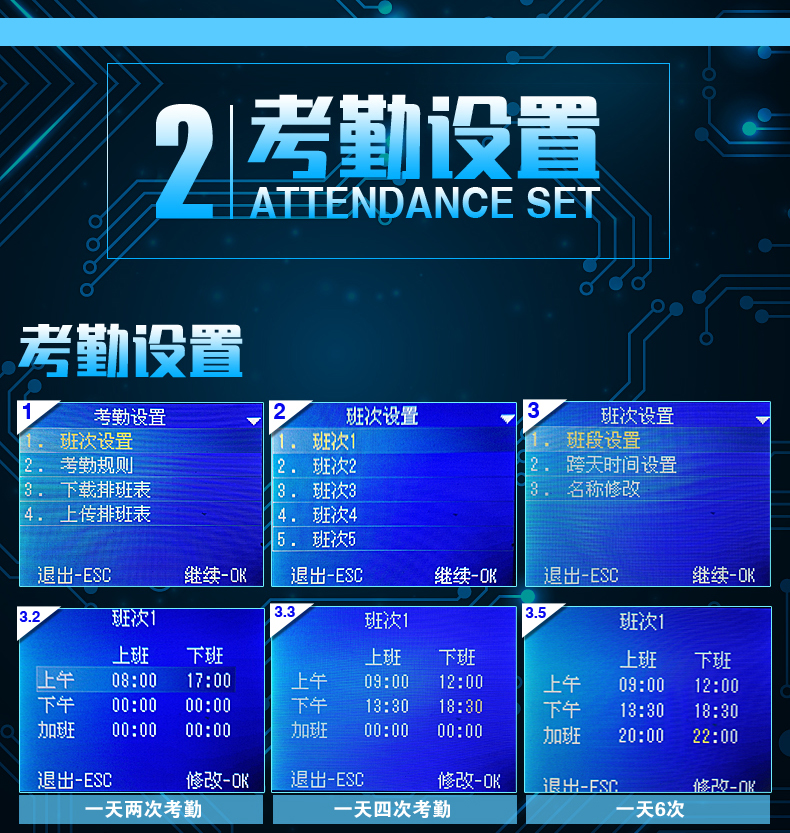 2
考勤设置
ATTENDANCE SET
考勤设置
1
考勤设置
1. 班次设置
2. 考勤规则
3. 下载排班表
4. 上传排班表
退出-ESC 继续-OK
2
班次设置
1. 班次1
2. 班次2
3. 班次3
4. 班次4
5. 班次5
退出-ESC 继续-OK
3
班次设置
1. 班段设置
2. 跨天时间设置
3. 名称修改
退出-ESC 继续-OK
3.2
班次1
上班 下班
上午 08:00 17:00
下午 00:00 00:00
加班 00:00 00:00
退出-ESC 修改-OK
一天两次考勤
3.3
班次1
上班 下班
上午 09:00 12:00
下午 13:30 18:30
加班 00:00 00:00
退出-ESC 修改-OK
一天四次考勤
3.5
班次1
上班 下班
上午 09:00 12:00
下午 13:30 18:30
加班 20:00 22:00
退出-ESC 修改-OK
一天6次